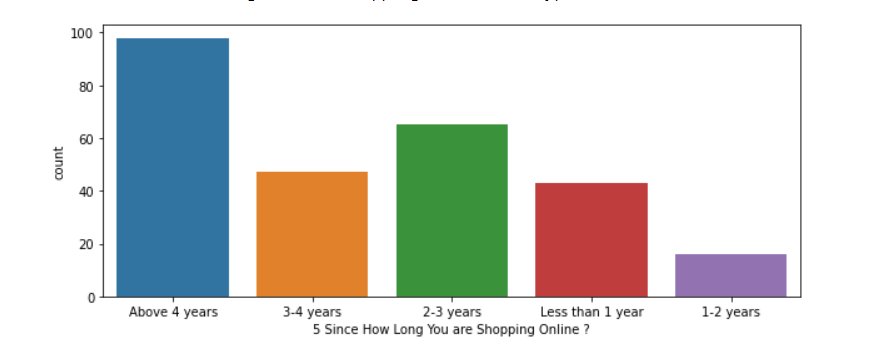 100
80
60
40
20
0
count
Above 4 years 3-4 years 2-3 years Less than 1 year 1-2 years
5 Since How Long You are Shopping Online ?